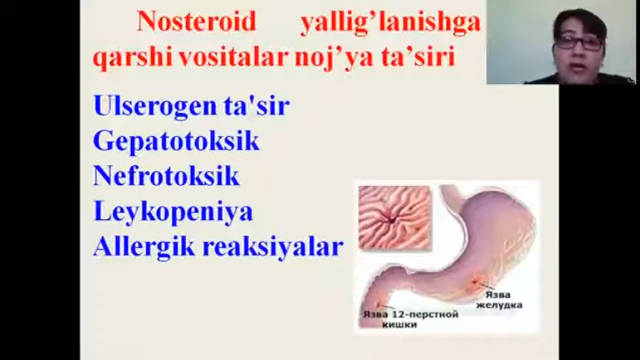 Nosteroid yallig’lanishga
qarshi vositalar noj’ya ta’siri
Ulserogen ta'sir
Gepatotoksik
Nefrotoksik
Leykopeniya
Allergik reaksiyalar
Язва
желудка
Язва 12-перстной
кишки